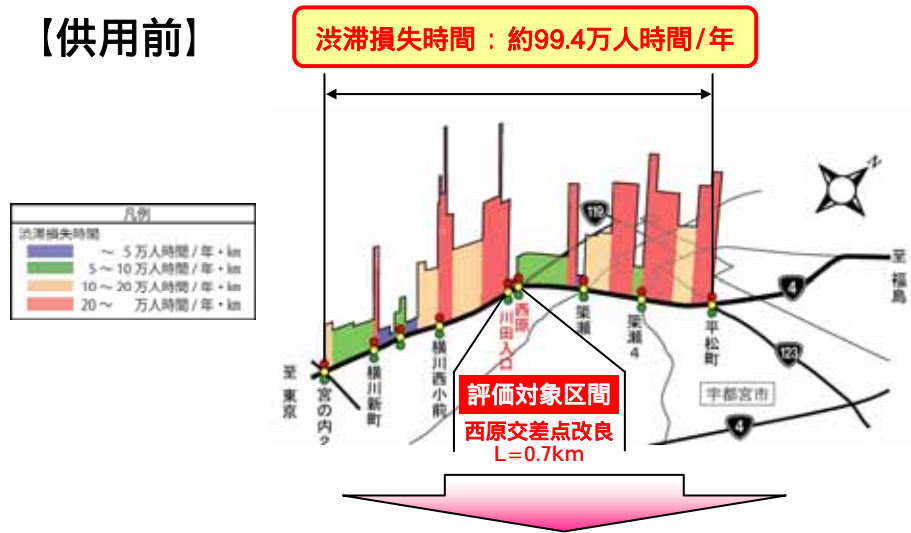 【供用前】
渋滞損失時間：約99.4万人時間/年
凡例
渋滞損失時間
～ 5万人時間/年・km
5～10万人時間/年・km
10～20万人時間/年・km
20～ 万人時間/年・km
N
119
4
至 福島
123
至 東京
宮の内2
横川新町
横川西小前
川田入口
西原
簗瀬
簗瀬4
平松町
宇都宮市
4
評価対象区間
西原交差点改良
L=0.7km